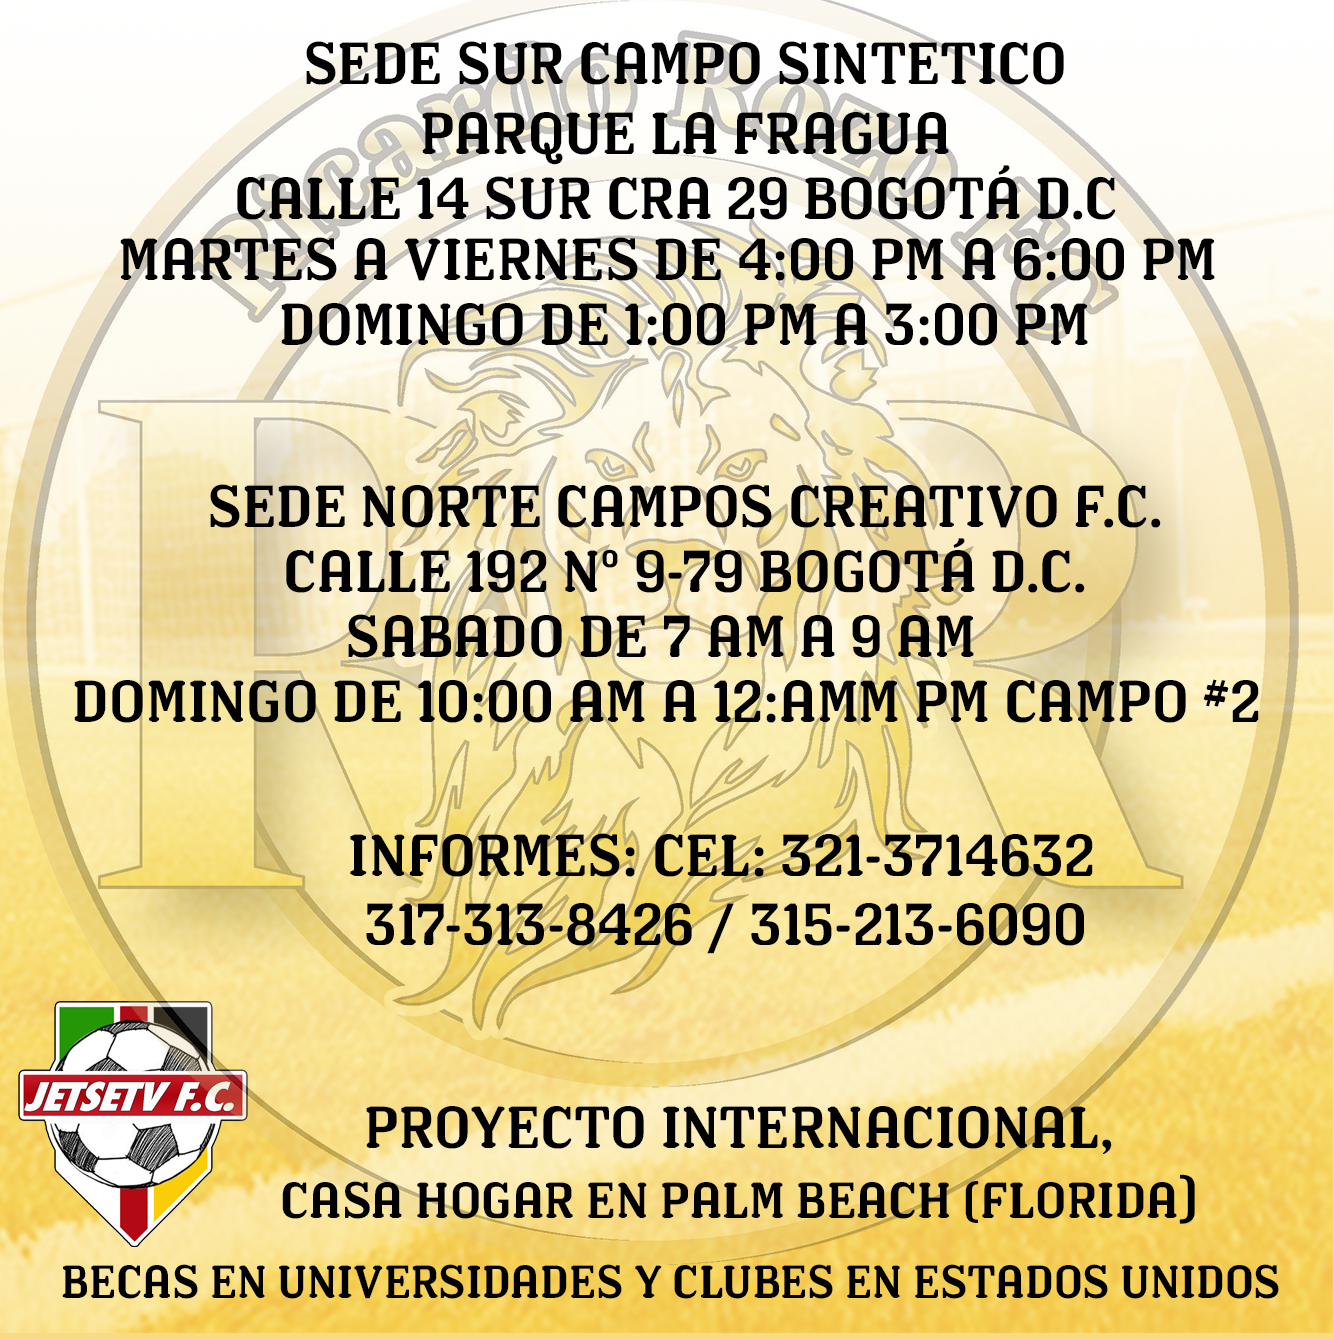 Ricardo Rozo F.C
SEDE SUR CAMPO SINTETICO
PARQUE LA FRAGUA
CALLE 14 SUR CRA 29 BOGOTÁ D.C
MARTES A VIERNES DE 4:00 PM A 6:00 PM
DOMINGO DE 1:00 PM A 3:00 PM
RR
SEDE NORTE CAMPOS CREATIVO F.C.
CALLE 192 Nº 9-79 BOGOTÁ D.C.
SABADO DE 7 AM A 9 AM
DOMINGO DE 10:00 AM A 12:AMM PM CAMPO #2
INFORMES: CEL: 321-3714632
317-313-8426 / 315-213-6090
JETSETV F.C.
PROYECTO INTERNACIONAL,
CASA HOGAR EN PALM BEACH (FLORIDA)
BECAS EN UNIVERSIDADES Y CLUBES EN ESTADOS UNIDOS